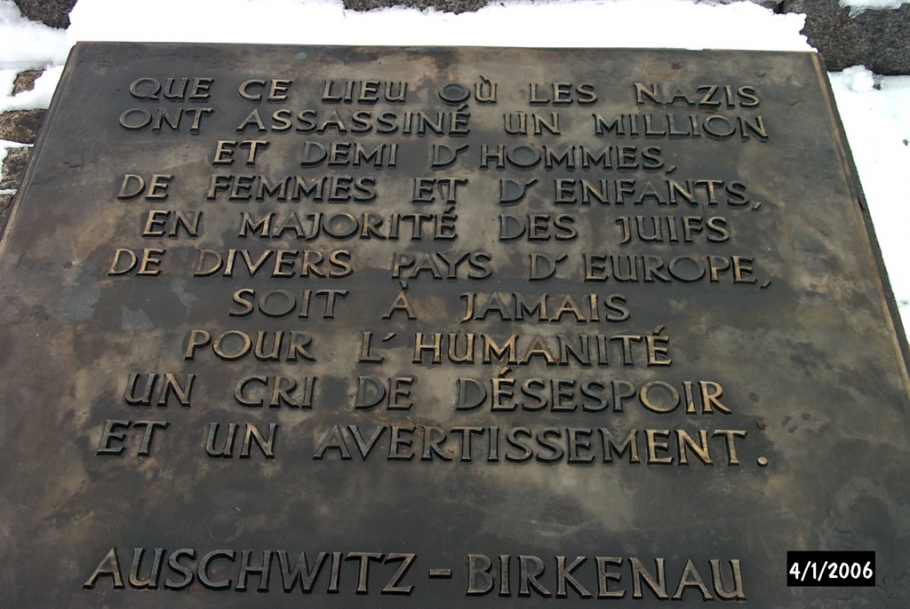 QUE CE LIEU OÙ LES NAZIS
ONT ASSASSINÉ UN MILLION
ET DEMI D'HOMMES,
DE FEMMES ET D'ENFANTS,
EN MAJORITÉ DES JUIFS
DE DIVERS PAYS D'EUROPE,
SOIT À JAMAIS
POUR L'HUMANITÉ
UN CRI DE DÉSESPOIR
ET UN AVERTISSEMENT.
AUSCHWITZ-BIRKENAU
4/1/2006